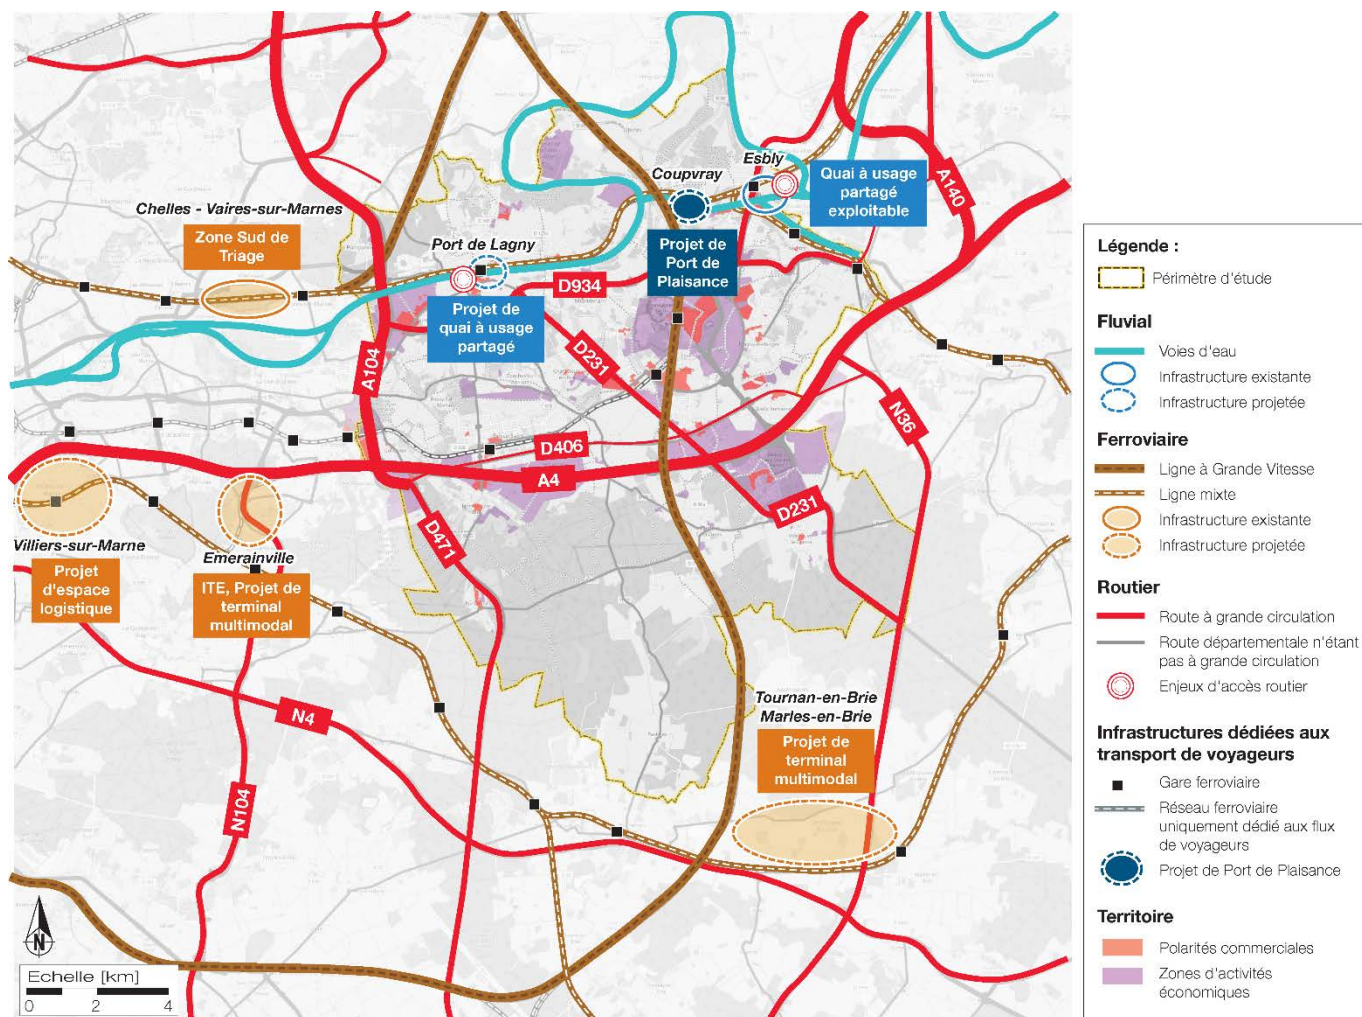 Chelles - Vaires-sur-Marnes
Zone Sud de
Triage
Port de Lagny
Projet de
quai à usage
partagé
Coupvray
Projet de
Port de
Plaisance
Esbly
Quai à usage
partagé
exploitable
A140
D934
A104
D231
N36
D406
A4
D231
D471
Villiers-sur-Marne
Projet
d'espace
logistique
Emerainville
ITE, Projet de
terminal
multimodal
N4
N104
Tournan-en-Brie
Marles-en-Brie
Projet de
terminal
multimodal
N
Echelle [km]
0 2 4
Légende :
Périmètre d'étude
Fluvial
Voies d'eau
Infrastructure existante
Infrastructure projetée
Ferroviaire
Ligne à Grande Vitesse
Ligne mixte
Infrastructure existante
Infrastructure projetée
Routier
Route à grande circulation
Route départementale n'étant
pas à grande circulation
Enjeux d'accès routier
Infrastructures dédiées aux
transport de voyageurs
Gare ferroviaire
Réseau ferroviaire
uniquement dédié aux flux
de voyageurs
Projet de Port de Plaisance
Territoire
Polarités commerciales
Zones d'activités
économiques